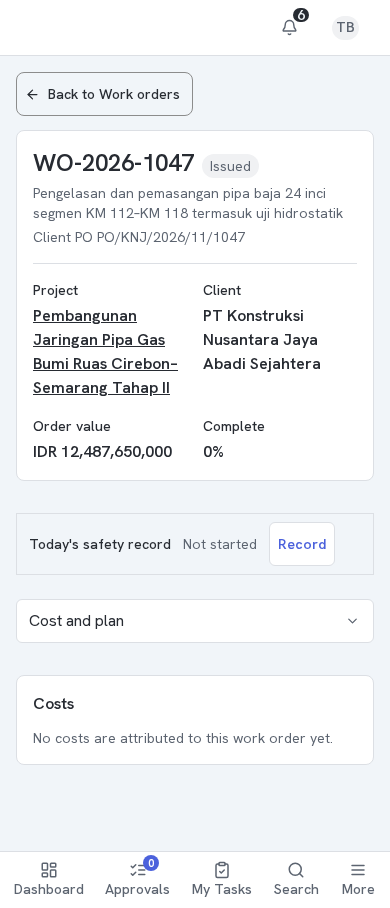 6
TB
Back to Work orders
WO-2026-1047 Issued
Pengelasan dan pemasangan pipa baja 24 inci
segmen KM 112–KM 118 termasuk uji hidrostatik
Client PO PO/KNJ/2026/11/1047
Project
Pembangunan
Jaringan Pipa Gas
Bumi Ruas Cirebon–
Semarang Tahap II
Client
PT Konstruksi
Nusantara Jaya
Abadi Sejahtera
Order value
IDR 12,487,650,000
Complete
0%
Today's safety record Not started Record
Cost and plan
Costs
No costs are attributed to this work order yet.
0
Dashboard Approvals My Tasks Search More